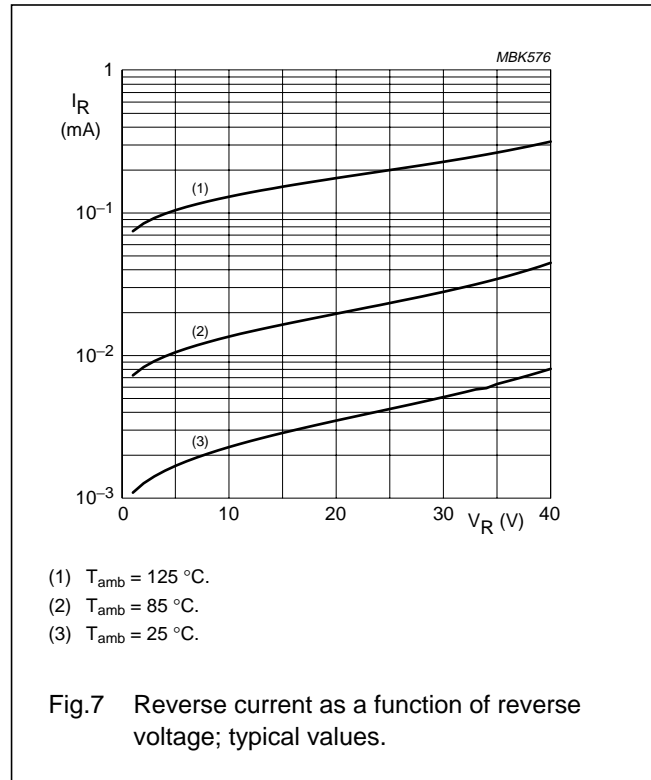 MBK576
1
I_R
(mA)
(1)
10⁻¹
(2)
10⁻²
(3)
10⁻³
0 10 20 30 V_R (V) 40
(1) T_amb = 125 °C.
(2) T_amb = 85 °C.
(3) T_amb = 25 °C.
Fig.7 Reverse current as a function of reverse
voltage; typical values.